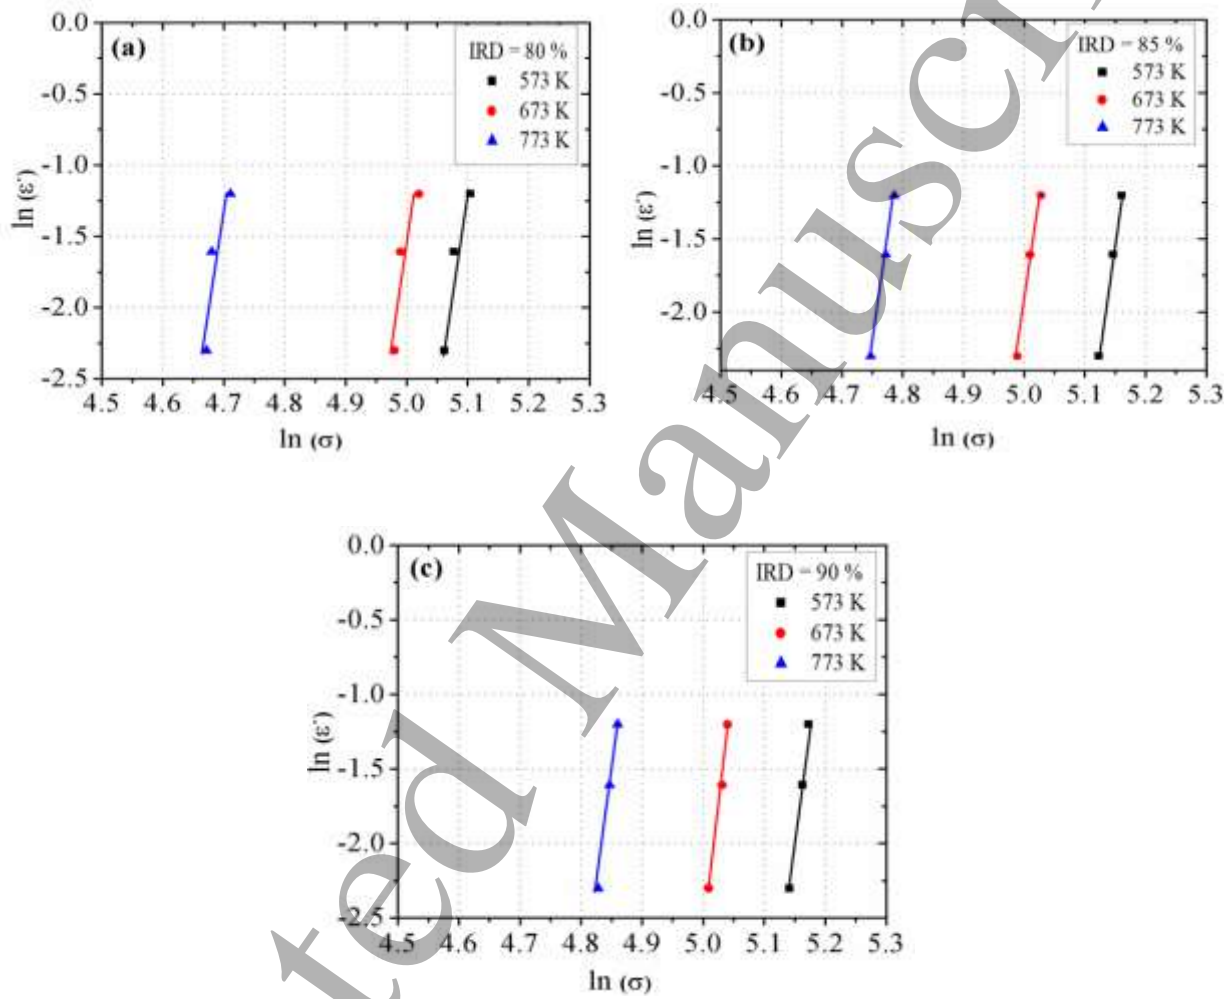 (a)
IRD = 80 %
573 K
673 K
773 K
0.0
-0.5
-1.0
-1.5
-2.0
-2.5
ln (ε˙)
4.5 4.6 4.7 4.8 4.9 5.0 5.1 5.2 5.3
ln (σ)
(b)
IRD = 85 %
573 K
673 K
773 K
0.0
-0.5
-1.0
-1.5
-2.0
ln (ε˙)
4.5 4.6 4.7 4.8 4.9 5.0 5.1 5.2 5.3
ln (σ)
(c)
IRD = 90 %
573 K
673 K
773 K
0.0
-0.5
-1.0
-1.5
-2.0
-2.5
ln (ε˙)
4.5 4.6 4.7 4.8 4.9 5.0 5.1 5.2 5.3
ln (σ)
ted Manuscri